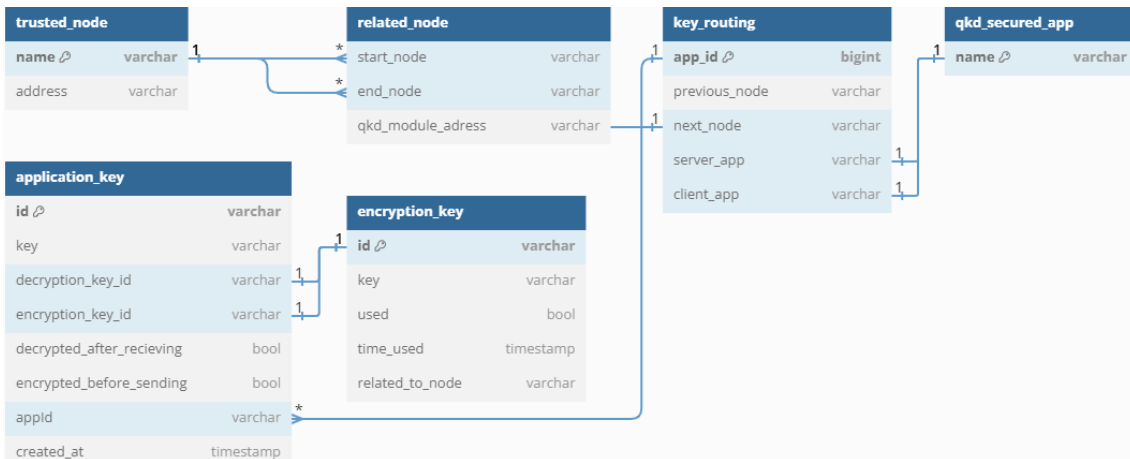 trusted_node
name varchar
address varchar
1
related_node
* start_node varchar
* end_node varchar
qkd_module_adress varchar
key_routing
1 app_id bigint
previous_node varchar
1 next_node varchar
server_app varchar 1
client_app varchar 1
qkd_secured_app
1 name varchar
application_key
id varchar
key varchar
decryption_key_id varchar 1
encryption_key_id varchar 1
decrypted_after_recieving bool
encrypted_before_sending bool
appId varchar *
created_at timestamp
encryption_key
1 id varchar
key varchar
used bool
time_used timestamp
related_to_node varchar